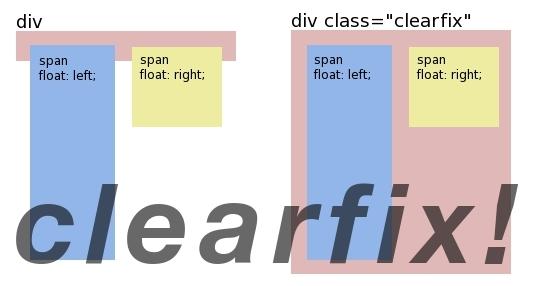 div
span
float: left;
span
float: right;
div class="clearfix"
span
float: left;
span
float: right;
clearfix!